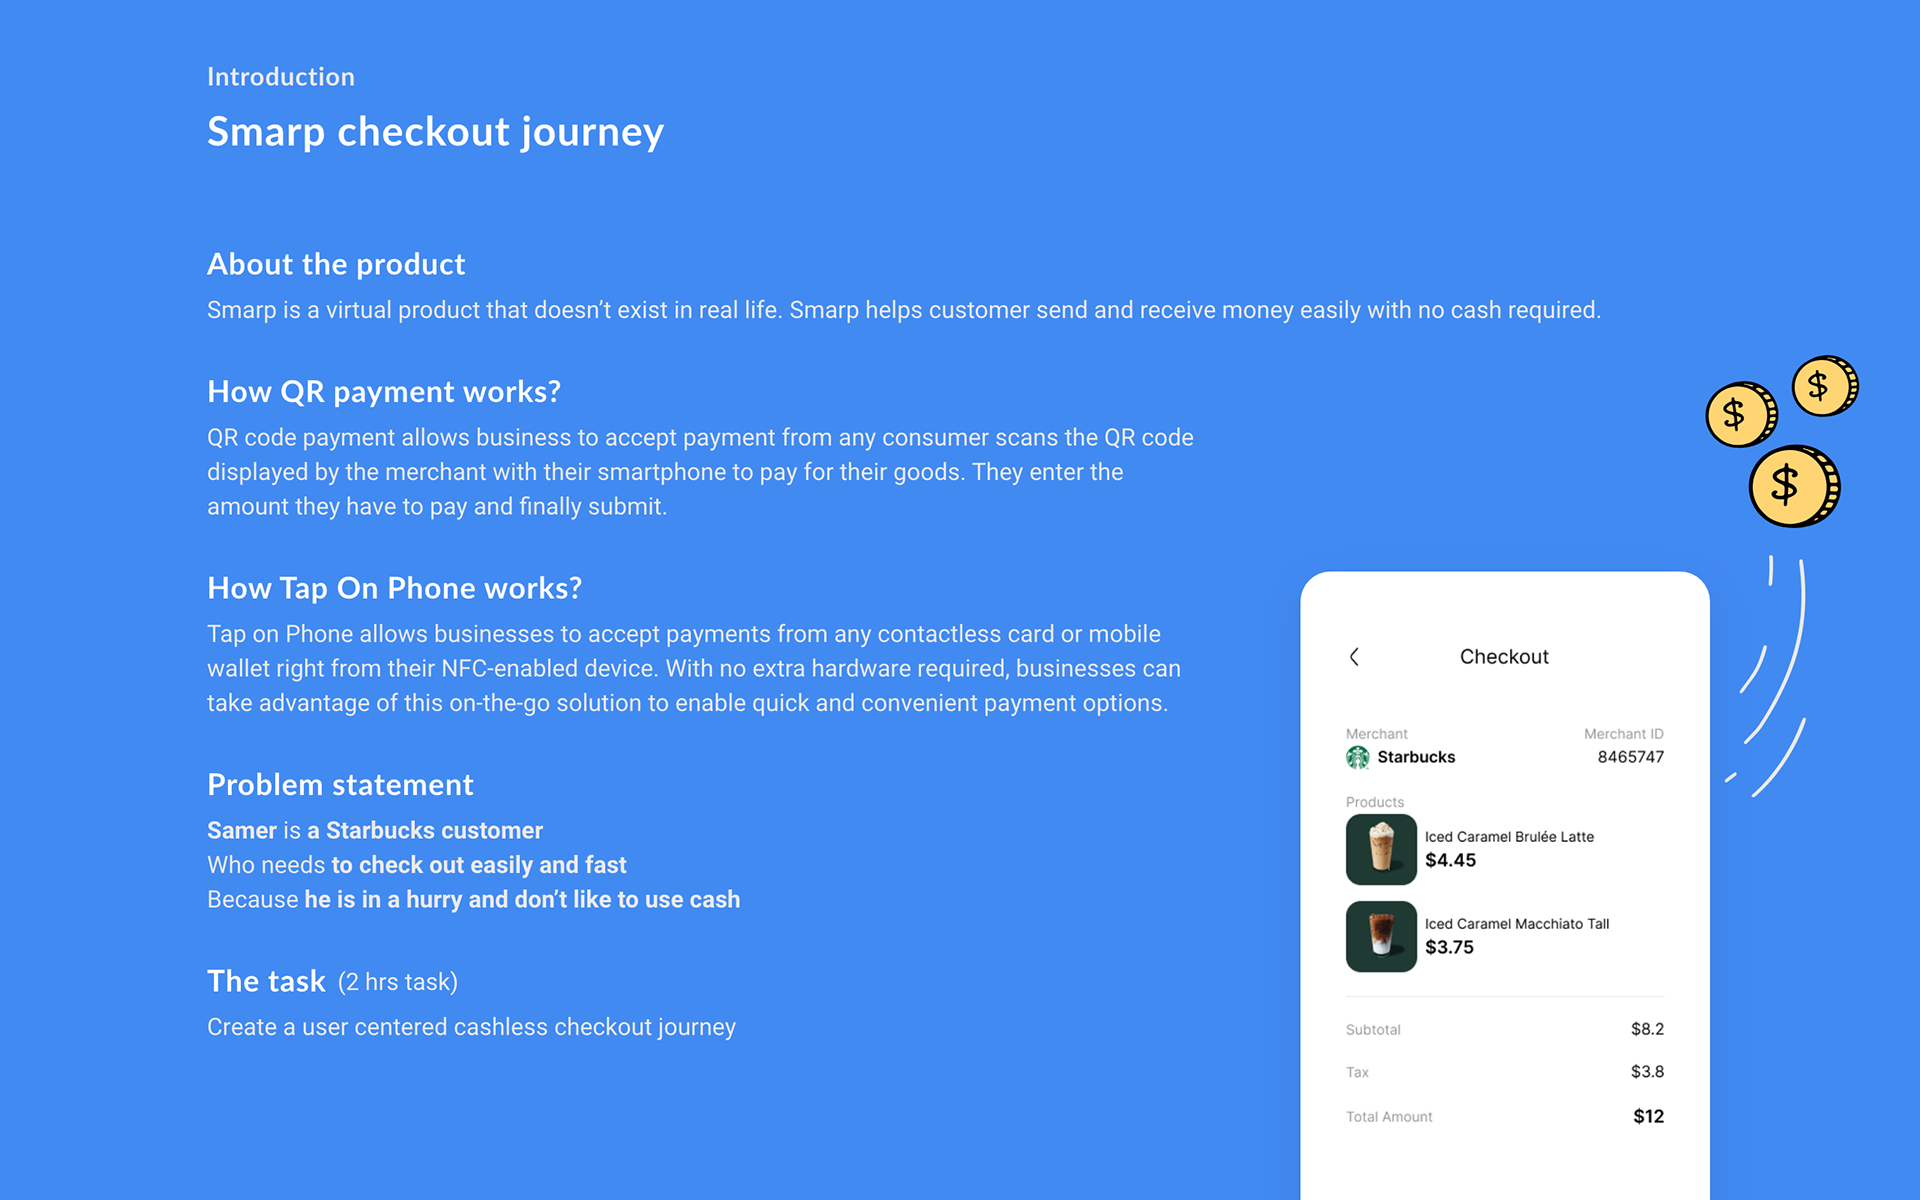 Introduction
Smarp checkout journey
About the product
Smarp is a virtual product that doesn’t exist in real life. Smarp helps customer send and receive money easily with no cash required.
How QR payment works?
QR code payment allows business to accept payment from any consumer scans the QR code
displayed by the merchant with their smartphone to pay for their goods. They enter the
amount they have to pay and finally submit.
How Tap On Phone works?
Tap on Phone allows businesses to accept payments from any contactless card or mobile
wallet right from their NFC-enabled device. With no extra hardware required, businesses can
take advantage of this on-the-go solution to enable quick and convenient payment options.
Problem statement
Samer is a Starbucks customer
Who needs to check out easily and fast
Because he is in a hurry and don’t like to use cash
The task (2 hrs task)
Create a user centered cashless checkout journey
$
$
$
Checkout
Merchant Merchant ID
Starbucks 8465747
Products
Iced Caramel Brulée Latte
$4.45
Iced Caramel Macchiato Tall
$3.75
Subtotal $8.2
Tax $3.8
Total Amount $12